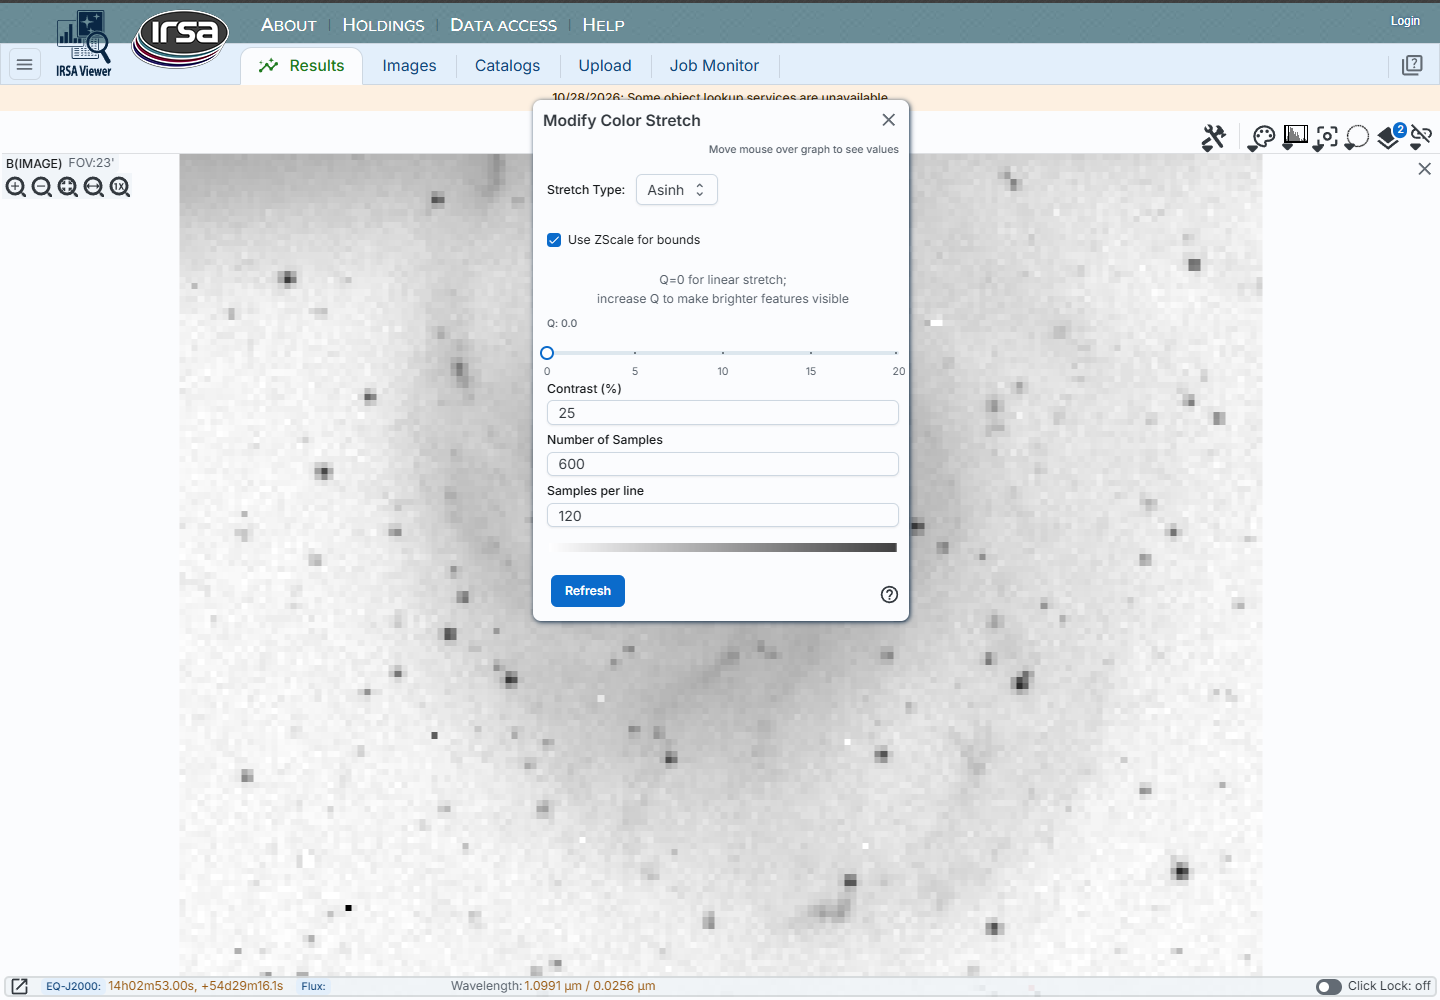 IRSA Viewer
irsa
ABOUT
HOLDINGS
DATA ACCESS
HELP
Login
Results
Images
Catalogs
Upload
Job Monitor
10/28/2026: Some object lookup services are unavailable
2
B(IMAGE) FOV:23'
1X
Modify Color Stretch
Move mouse over graph to see values
Stretch Type: Asinh
Use ZScale for bounds
Q=0 for linear stretch;
increase Q to make brighter features visible
Q: 0.0
0 5 10 15 20
Contrast (%)
25
Number of Samples
600
Samples per line
120
Refresh
EQ-J2000: 14h02m53.00s, +54d29m16.1s Flux: Wavelength: 1.0991 μm / 0.0256 μm Click Lock: off